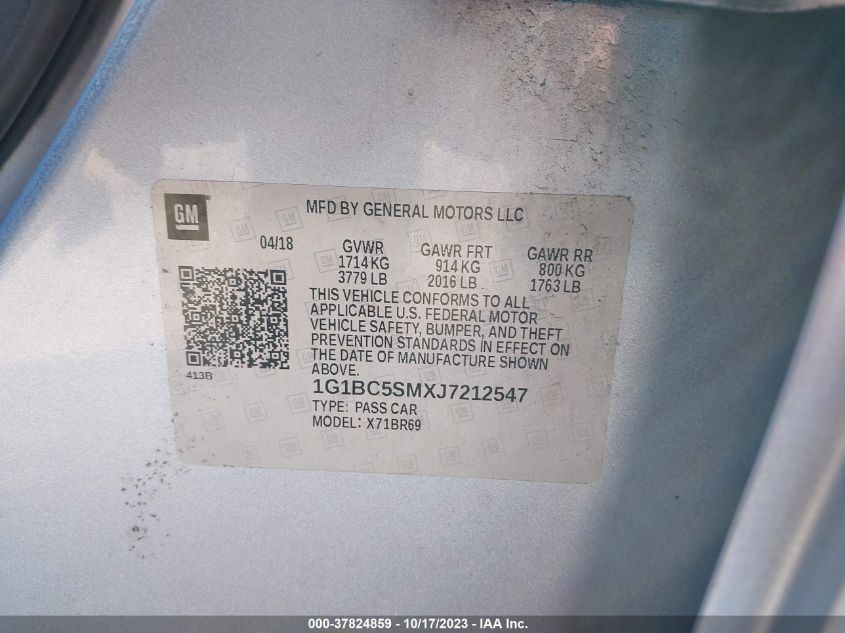 GM
MFD BY GENERAL MOTORS LLC
04/18 GVWR GAWR FRT GAWR RR
1714 KG 914 KG 800 KG
3779 LB 2016 LB 1763 LB
THIS VEHICLE CONFORMS TO ALL
APPLICABLE U.S. FEDERAL MOTOR
VEHICLE SAFETY, BUMPER, AND THEFT
PREVENTION STANDARDS IN EFFECT ON
THE DATE OF MANUFACTURE SHOWN
ABOVE.
413B
1G1BC5SMXJ7212547
TYPE: PASS CAR
MODEL: X71BR69
000-37824859 - 10/17/2023 - IAA Inc.